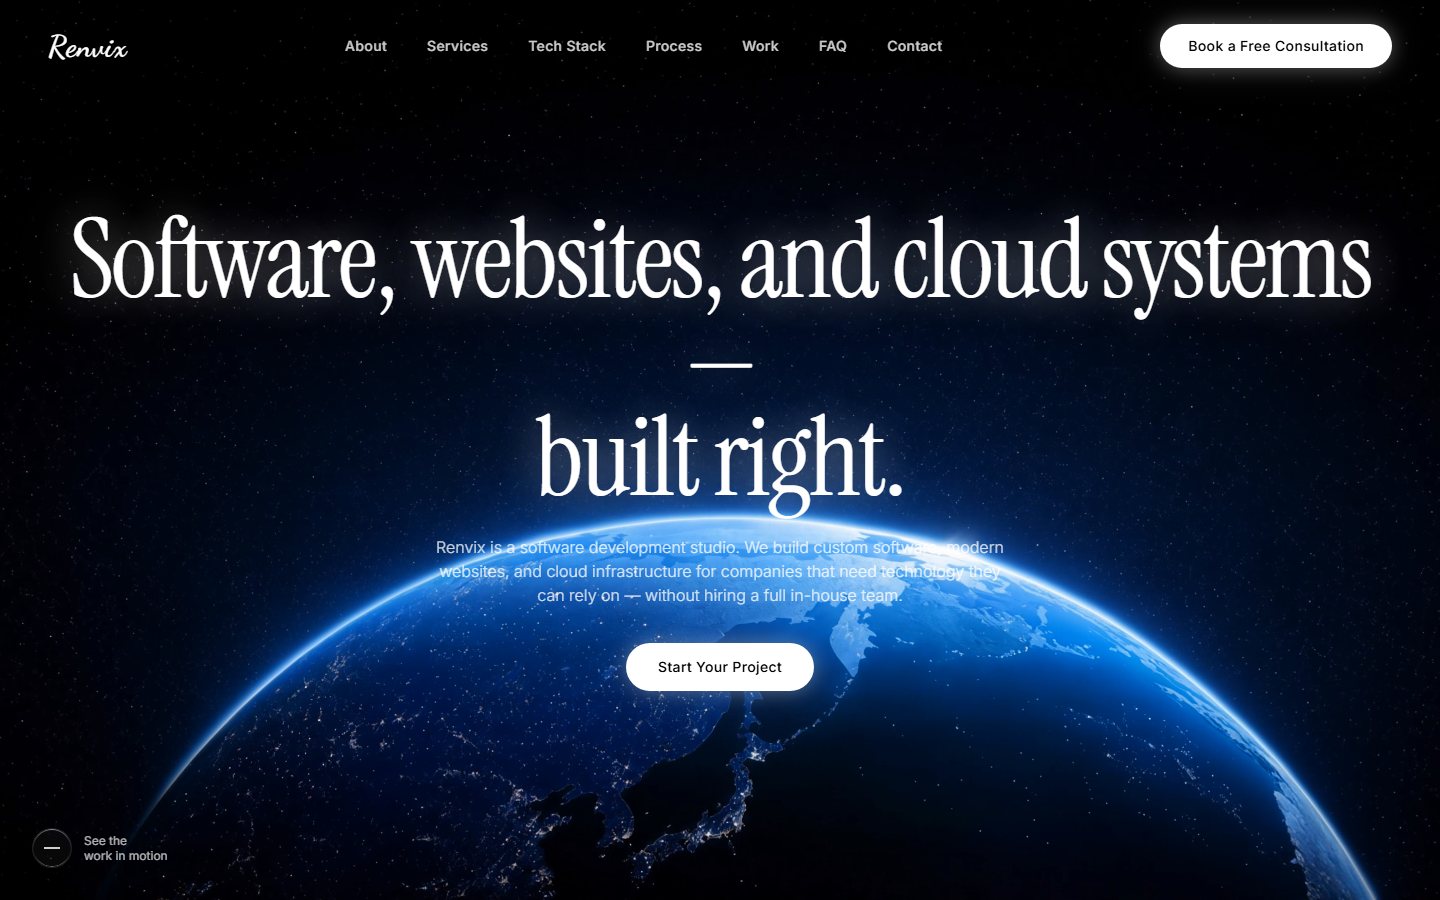 Renvix
About
Services
Tech Stack
Process
Work
FAQ
Contact
Book a Free Consultation
Software, websites, and cloud systems
—
built right.
Renvix is a software development studio. We build custom software, modern
websites, and cloud infrastructure for companies that need technology they
can rely on — without hiring a full in-house team.
Start Your Project
See the
work in motion